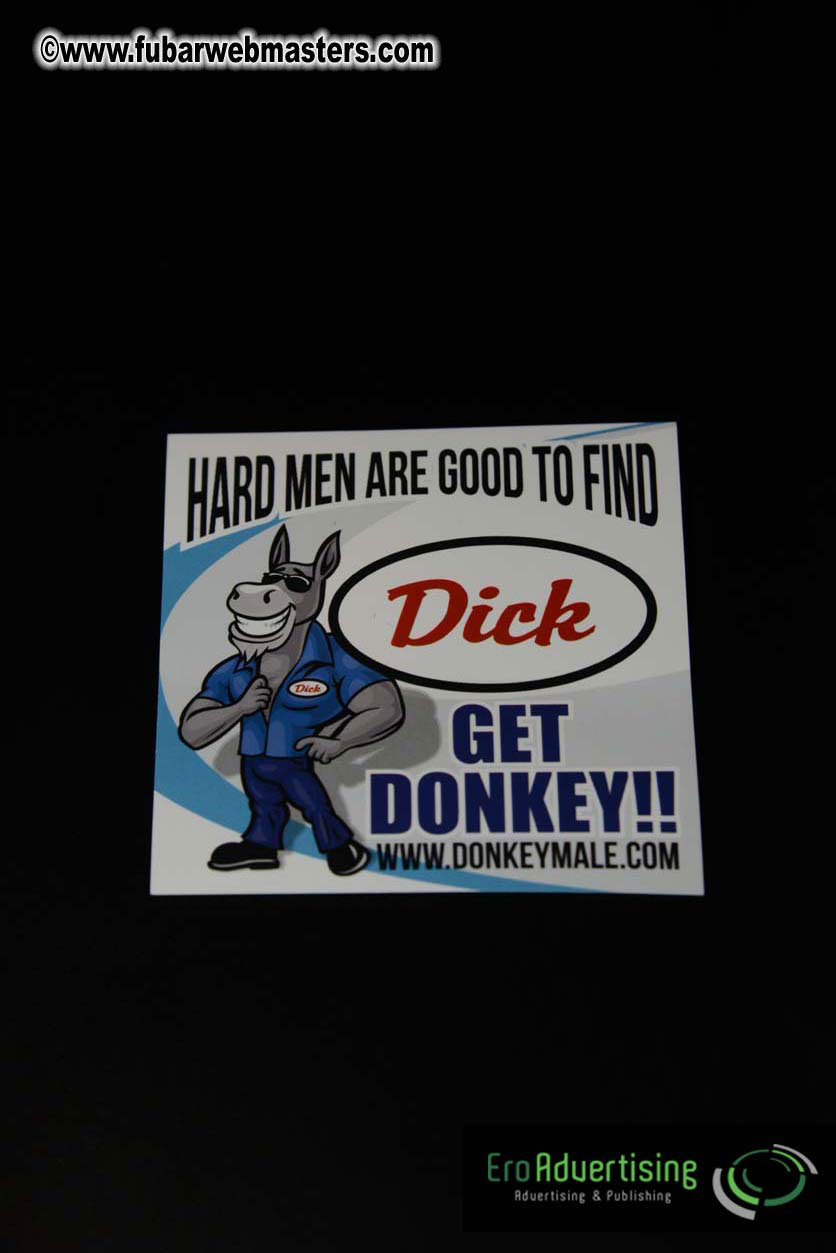 ©www.fubarwebmasters.com
HARD MEN ARE GOOD TO FIND
Dick
Dick
GET
DONKEY!!
WWW.DONKEYMALE.COM
EroAdvertising
Advertising & Publishing